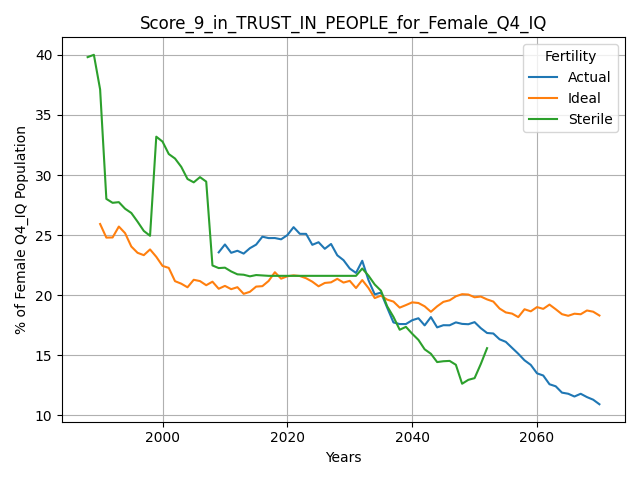 Score_9_in_TRUST_IN_PEOPLE_for_Female_Q4_IQ
Fertility
Actual
Ideal
Sterile
% of Female Q4_IQ Population
40
35
30
25
20
15
10
2000
2020
2040
2060
Years